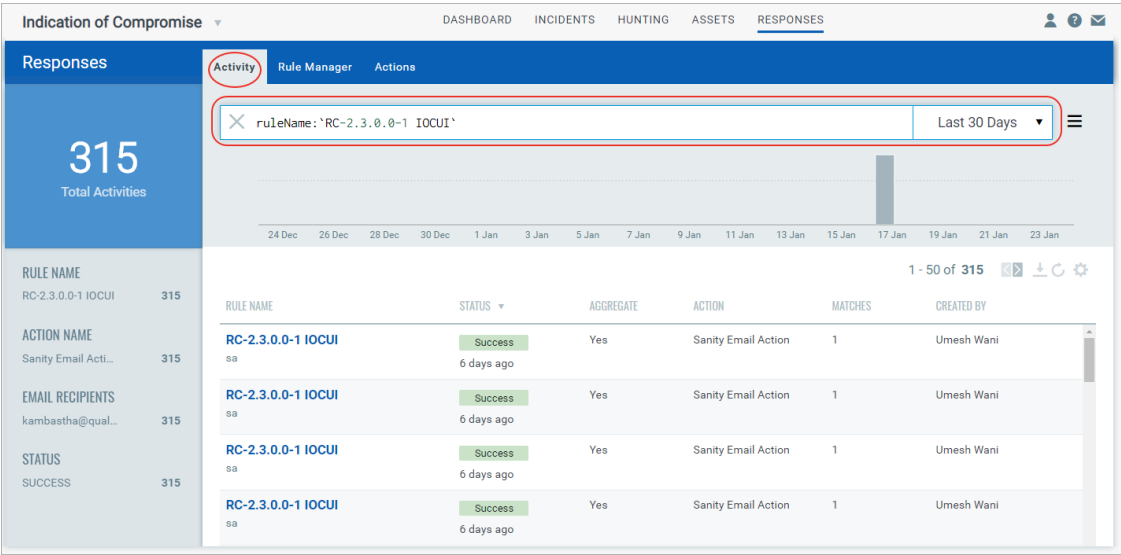 Indication of Compromise
DASHBOARD INCIDENTS HUNTING ASSETS RESPONSES
Responses
Activity Rule Manager Actions
ruleName:`RC-2.3.0.0-1 IOCUI`
Last 30 Days
315
Total Activities
24 Dec 26 Dec 28 Dec 30 Dec 1 Jan 3 Jan 5 Jan 7 Jan 9 Jan 11 Jan 13 Jan 15 Jan 17 Jan 19 Jan 21 Jan 23 Jan
1 - 50 of 315
RULE NAME
RC-2.3.0.0-1 IOCUI 315
ACTION NAME
Sanity Email Acti... 315
EMAIL RECIPIENTS
kambastha@qual... 315
STATUS
SUCCESS 315
RULE NAME STATUS AGGREGATE ACTION MATCHES CREATED BY
RC-2.3.0.0-1 IOCUI Success Yes Sanity Email Action 1 Umesh Wani
sa 6 days ago
RC-2.3.0.0-1 IOCUI Success Yes Sanity Email Action 1 Umesh Wani
sa 6 days ago
RC-2.3.0.0-1 IOCUI Success Yes Sanity Email Action 1 Umesh Wani
sa 6 days ago
RC-2.3.0.0-1 IOCUI Success Yes Sanity Email Action 1 Umesh Wani
sa 6 days ago